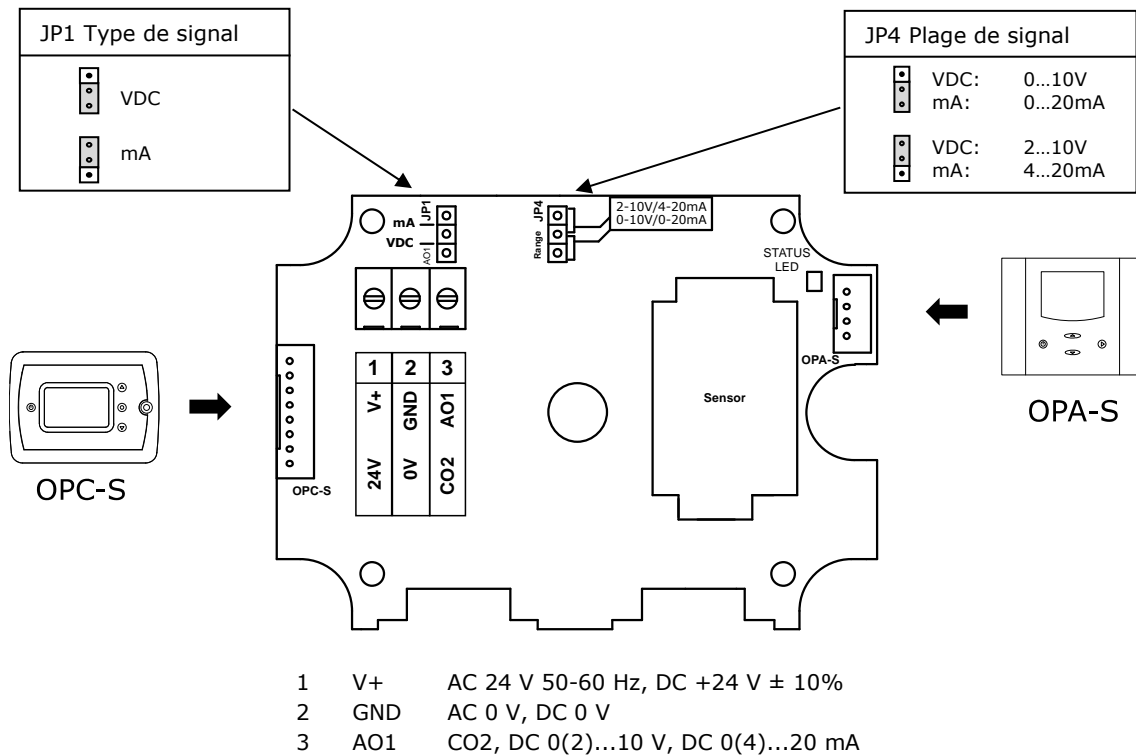 JP1 Type de signal
VDC
mA
JP4 Plage de signal
VDC: 0...10V
mA: 0...20mA
VDC: 2...10V
mA: 4...20mA
JP1
mA
VDC
AO1
JP4
Range
2-10V/4-20mA
0-10V/0-20mA
STATUS
LED
OPA-S
OPA-S
OPC-S
OPC-S
Sensor
1 2 3
V+ GND AO1
24V 0V CO2
1 V+ AC 24 V 50-60 Hz, DC +24 V ± 10%
2 GND AC 0 V, DC 0 V
3 AO1 CO2, DC 0(2)...10 V, DC 0(4)...20 mA